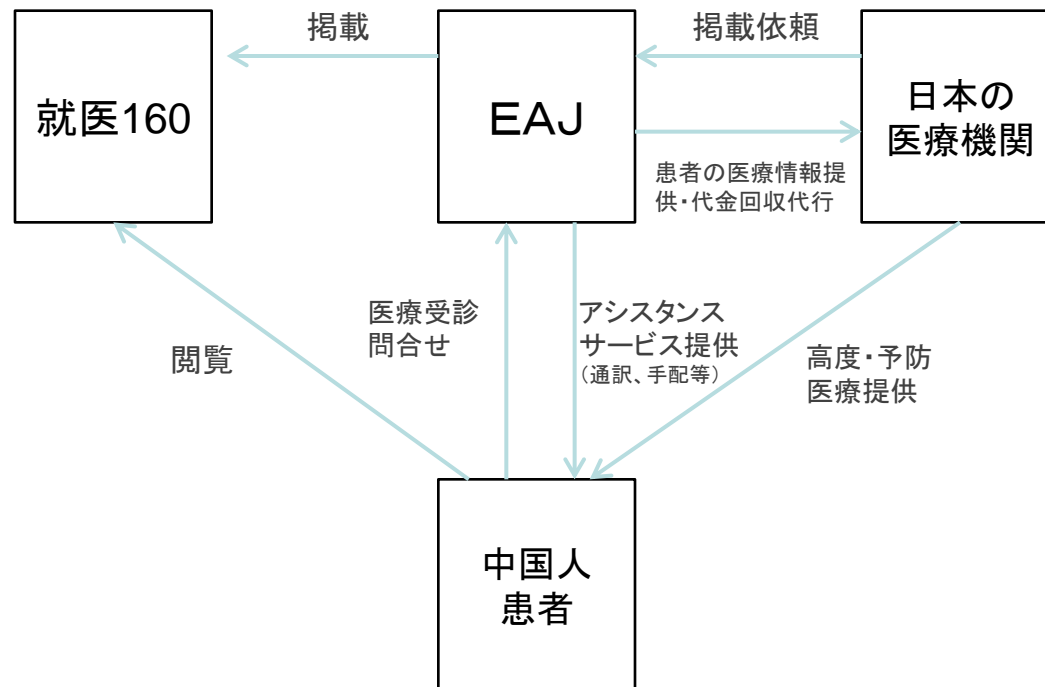 掲載
掲載依頼
就医160
EAJ
日本の
医療機関
患者の医療情報提
供・代金回収代行
医療受診
問合せ
アシスタンス
サービス提供
（通訳、手配等）
閲覧
高度・予防
医療提供
中国人
患者